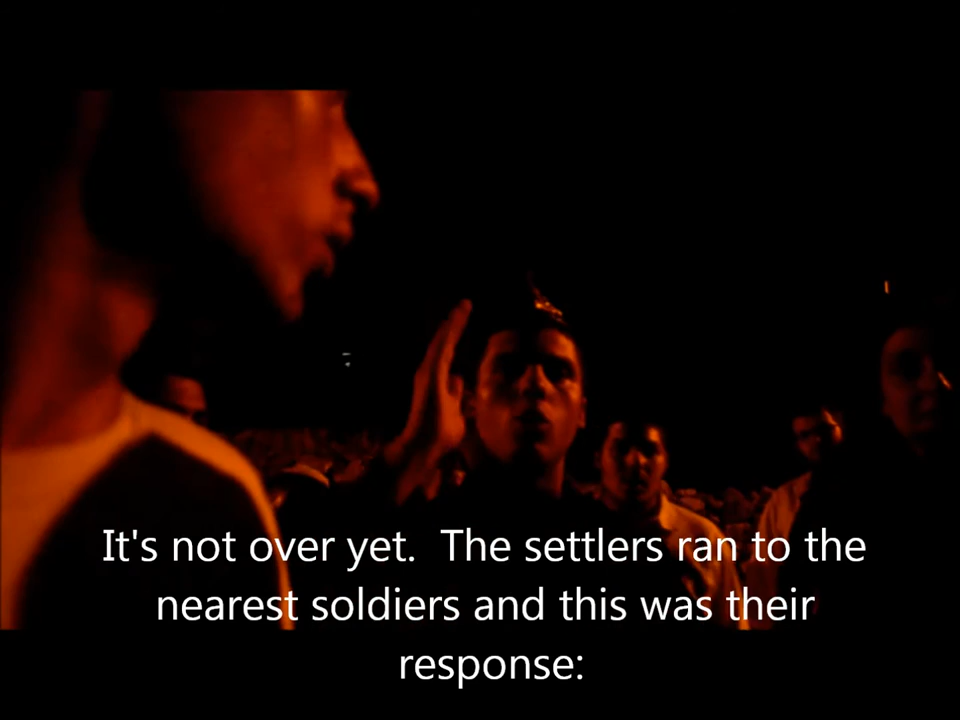 It's not over yet.  The settlers ran to the
nearest soldiers and this was their
response: